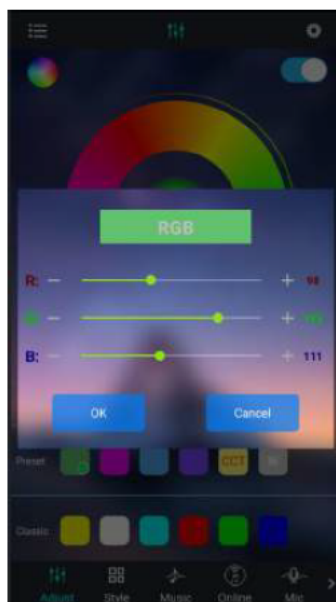 RGB
R: — + 98
G: — +
B: — + 111
OK Cancel
Preset CCT
Classic
Adjust Style Music Online Mic